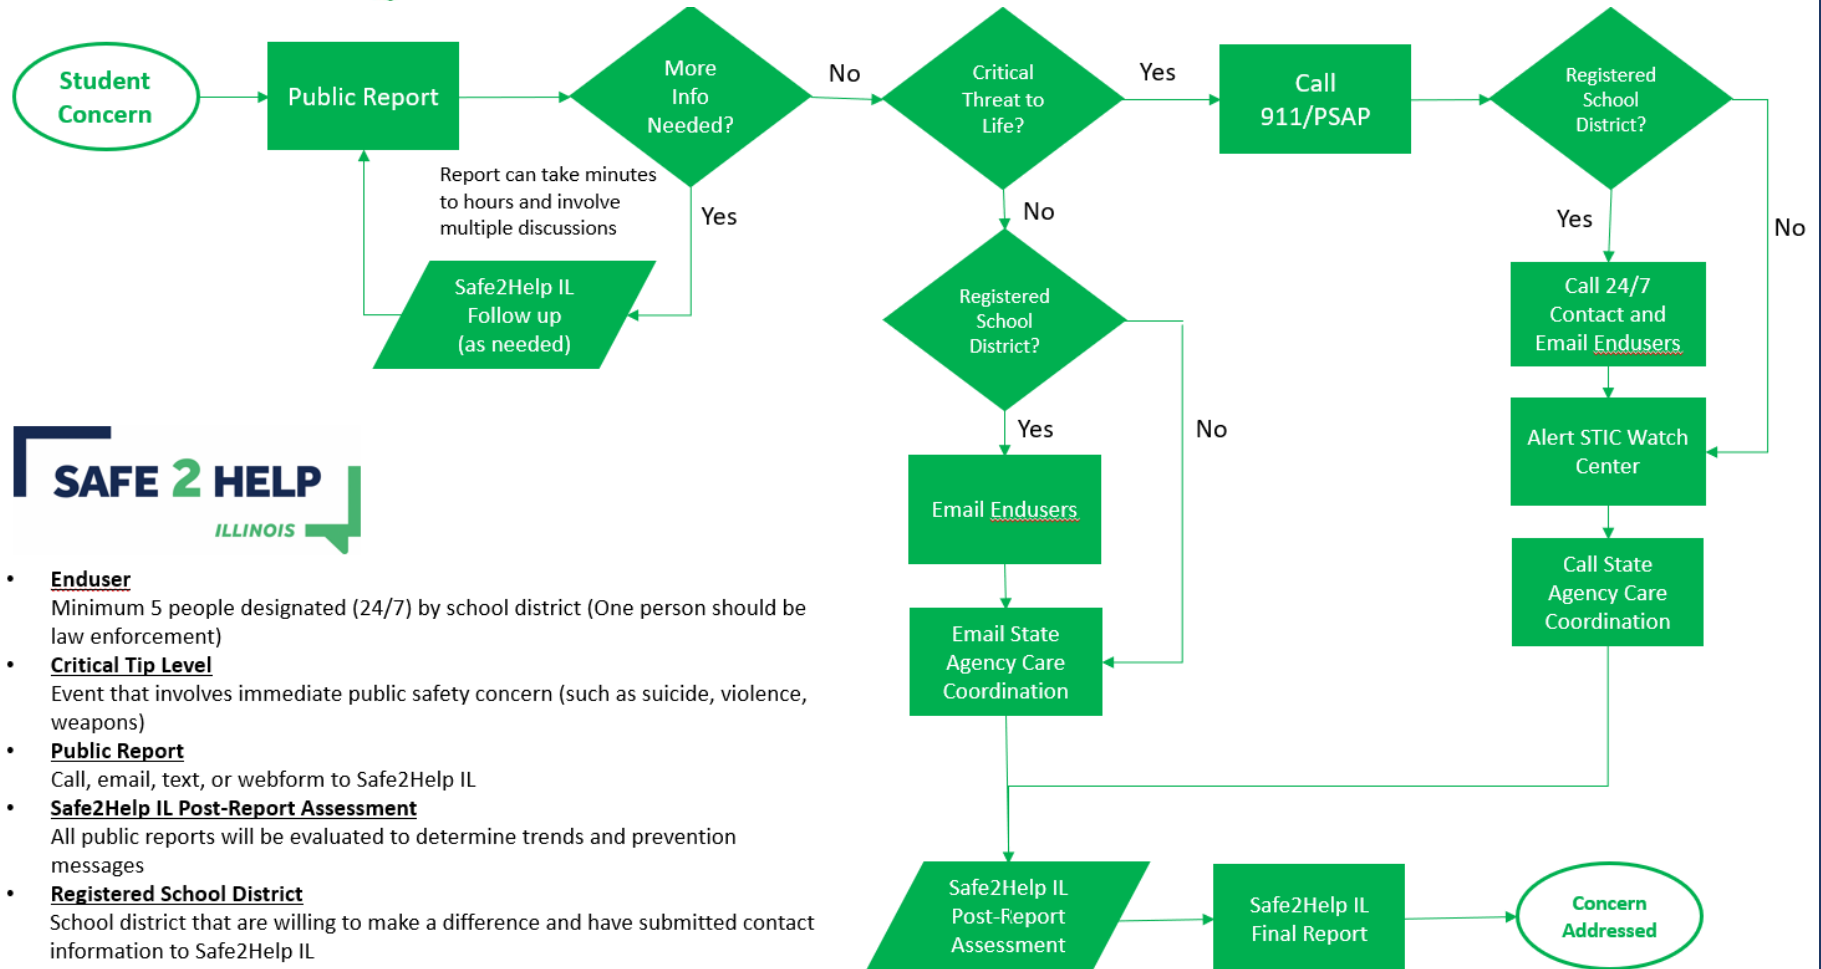 Student
Concern
Public Report
More
Info
Needed?
No
Critical
Threat to
Life?
Yes
Call
911/PSAP
Registered
School
District?
Report can take minutes
to hours and involve
multiple discussions
Yes
No
Yes
No
Safe2Help IL
Follow up
(as needed)
Registered
School
District?
Call 24/7
Contact and
Email Endusers
Yes
No
Alert STIC Watch
Center
Email Endusers
Call State
Agency Care
Coordination
Email State
Agency Care
Coordination
SAFE 2 HELP
ILLINOIS
• Enduser
Minimum 5 people designated (24/7) by school district (One person should be
law enforcement)
• Critical Tip Level
Event that involves immediate public safety concern (such as suicide, violence,
weapons)
• Public Report
Call, email, text, or webform to Safe2Help IL
• Safe2Help IL Post-Report Assessment
All public reports will be evaluated to determine trends and prevention
messages
• Registered School District
School district that are willing to make a difference and have submitted contact
information to Safe2Help IL
Safe2Help IL
Post-Report
Assessment
Safe2Help IL
Final Report
Concern
Addressed